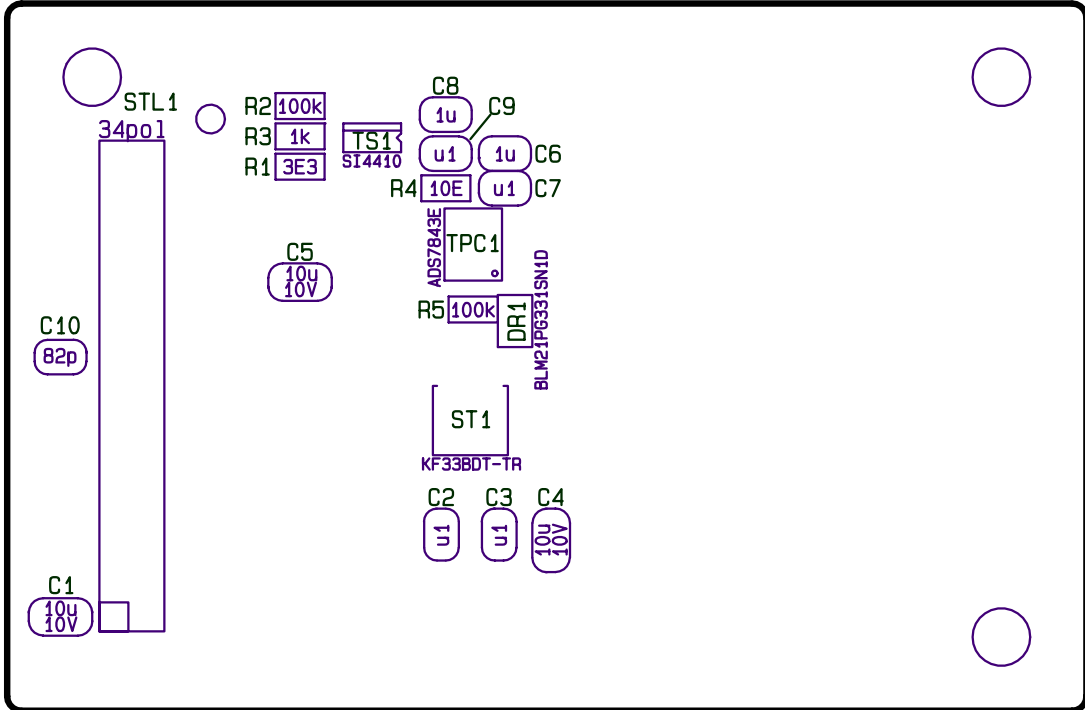 STL1
34pol
R2 100k
R3 1k
R1 3E3
TS1
SI4410
C8
1u
C9
u1
1u C6
R4 10E
u1 C7
ADS7843E
TPC1
C5
10u
10V
R5 100k
DR1
BLM21PG331SN1D
C10
82p
ST1
KF33BDT-TR
C2
u1
C3
u1
C4
10u
10V
C1
10u
10V